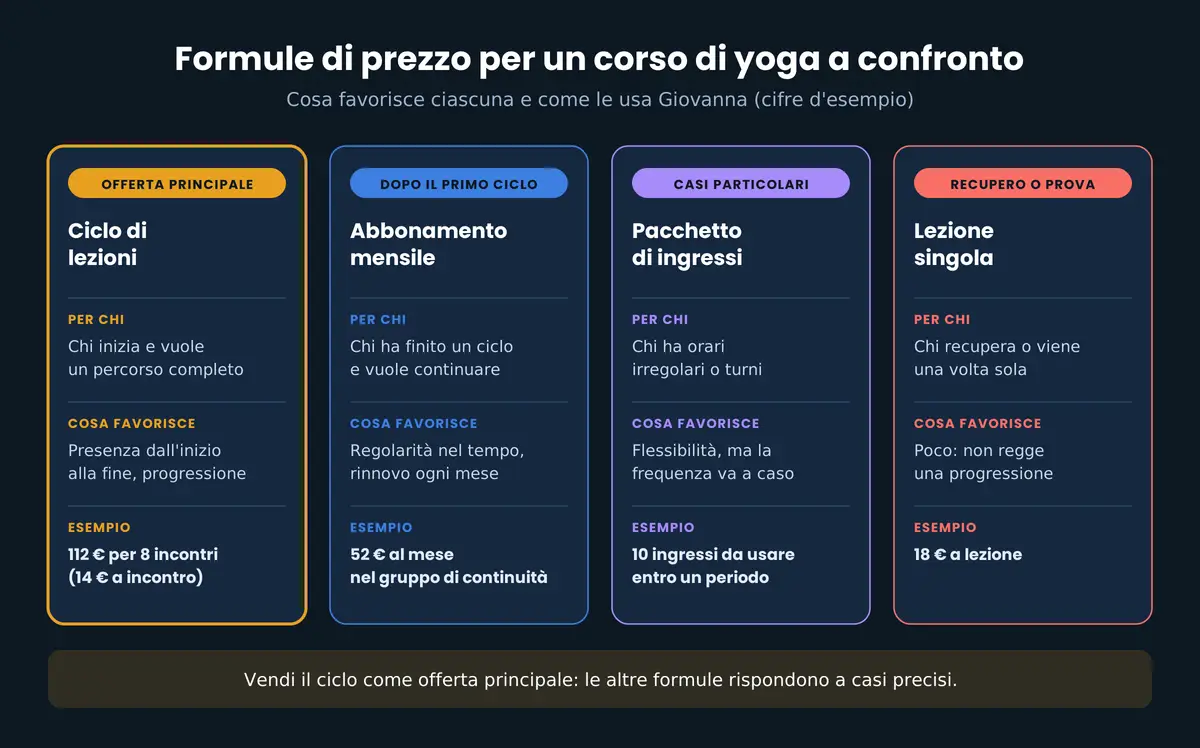 Formule di prezzo per un corso di yoga a confronto
Cosa favorisce ciascuna e come le usa Giovanna (cifre d'esempio)
OFFERTA PRINCIPALE
Ciclo di
lezioni
PER CHI
Chi inizia e vuole
un percorso completo
COSA FAVORISCE
Presenza dall'inizio
alla fine, progressione
ESEMPIO
112 € per 8 incontri
(14 € a incontro)
DOPO IL PRIMO CICLO
Abbonamento
mensile
PER CHI
Chi ha finito un ciclo
e vuole continuare
COSA FAVORISCE
Regolarità nel tempo,
rinnovo ogni mese
ESEMPIO
52 € al mese
nel gruppo di continuità
CASI PARTICOLARI
Pacchetto
di ingressi
PER CHI
Chi ha orari
irregolari o turni
COSA FAVORISCE
Flessibilità, ma la
frequenza va a caso
ESEMPIO
10 ingressi da usare
entro un periodo
RECUPERO O PROVA
Lezione
singola
PER CHI
Chi recupera o viene
una volta sola
COSA FAVORISCE
Poco: non regge
una progressione
ESEMPIO
18 € a lezione
Vendi il ciclo come offerta principale: le altre formule rispondono a casi precisi.